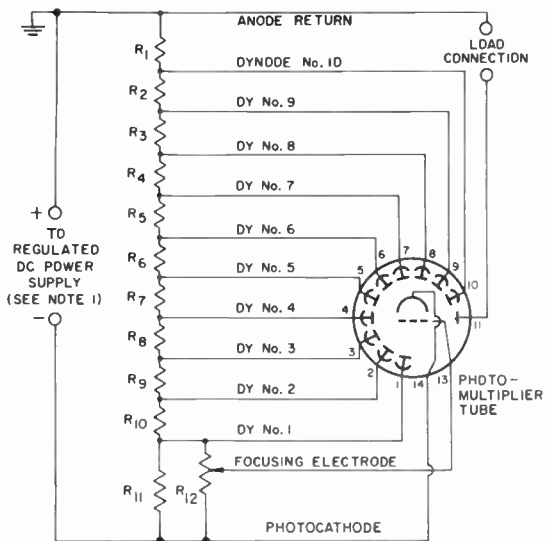 ANODE RETURN
R1
LOAD
CONNECTION
DYNODE No. 10
R2
DY No. 9
R3
DY No. 8
R4
DY No. 7
R5
DY No. 6
R6
DY No. 5
R7
DY No. 4
R8
DY No. 3
R9
DY No. 2
R10
DY No. 1
FOCUSING ELECTRODE
R11
R12
PHOTOCATHODE
+
TO
REGULATED
DC POWER
SUPPLY
(SEE NOTE 1)
-
1
2
3
4
5
6
7
8
9
10
11
13
14
PHOTO-
MULTIPLIER
TUBE